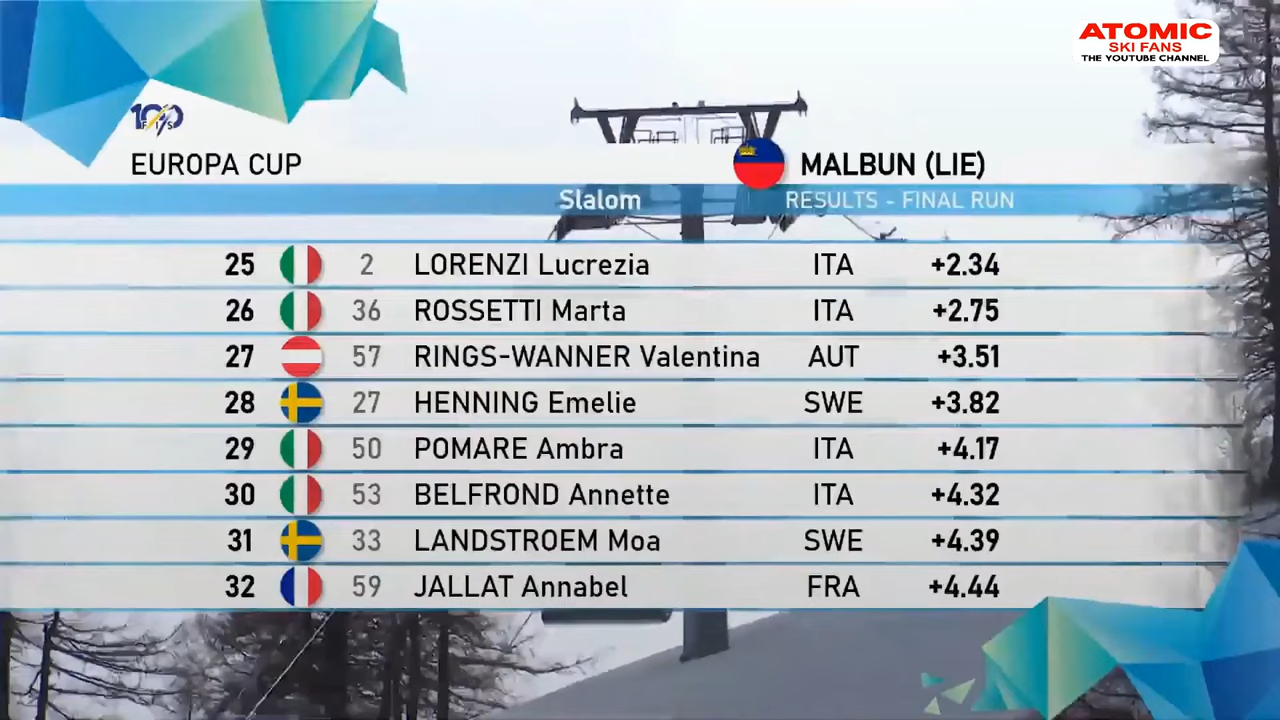 ATOMIC
SKI FANS
THE YOUTUBE CHANNEL
100
FIS
EUROPA CUP
MALBUN (LIE)
Slalom RESULTS - FINAL RUN
25 2 LORENZI Lucrezia ITA +2.34
26 36 ROSSETTI Marta ITA +2.75
27 57 RINGS-WANNER Valentina AUT +3.51
28 27 HENNING Emelie SWE +3.82
29 50 POMARE Ambra ITA +4.17
30 53 BELFROND Annette ITA +4.32
31 33 LANDSTROEM Moa SWE +4.39
32 59 JALLAT Annabel FRA +4.44